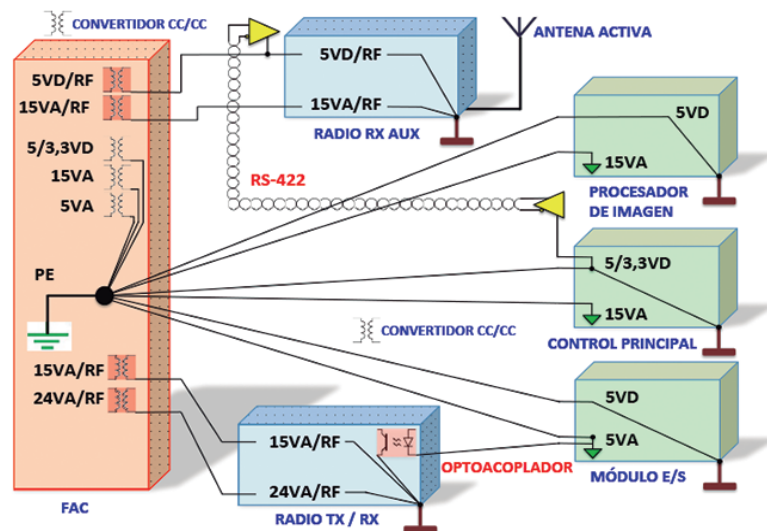 CONVERTIDOR CC/CC
5VD/RF
15VA/RF
5/3,3VD
15VA
5VA
PE
15VA/RF
24VA/RF
FAC
5VD/RF
15VA/RF
RADIO RX AUX
ANTENA ACTIVA
RS-422
5VD
15VA
PROCESADOR
DE IMAGEN
5/3,3VD
15VA
CONTROL PRINCIPAL
CONVERTIDOR CC/CC
5VD
5VA
MÓDULO E/S
15VA/RF
24VA/RF
OPTOACOPLADOR
RADIO TX / RX